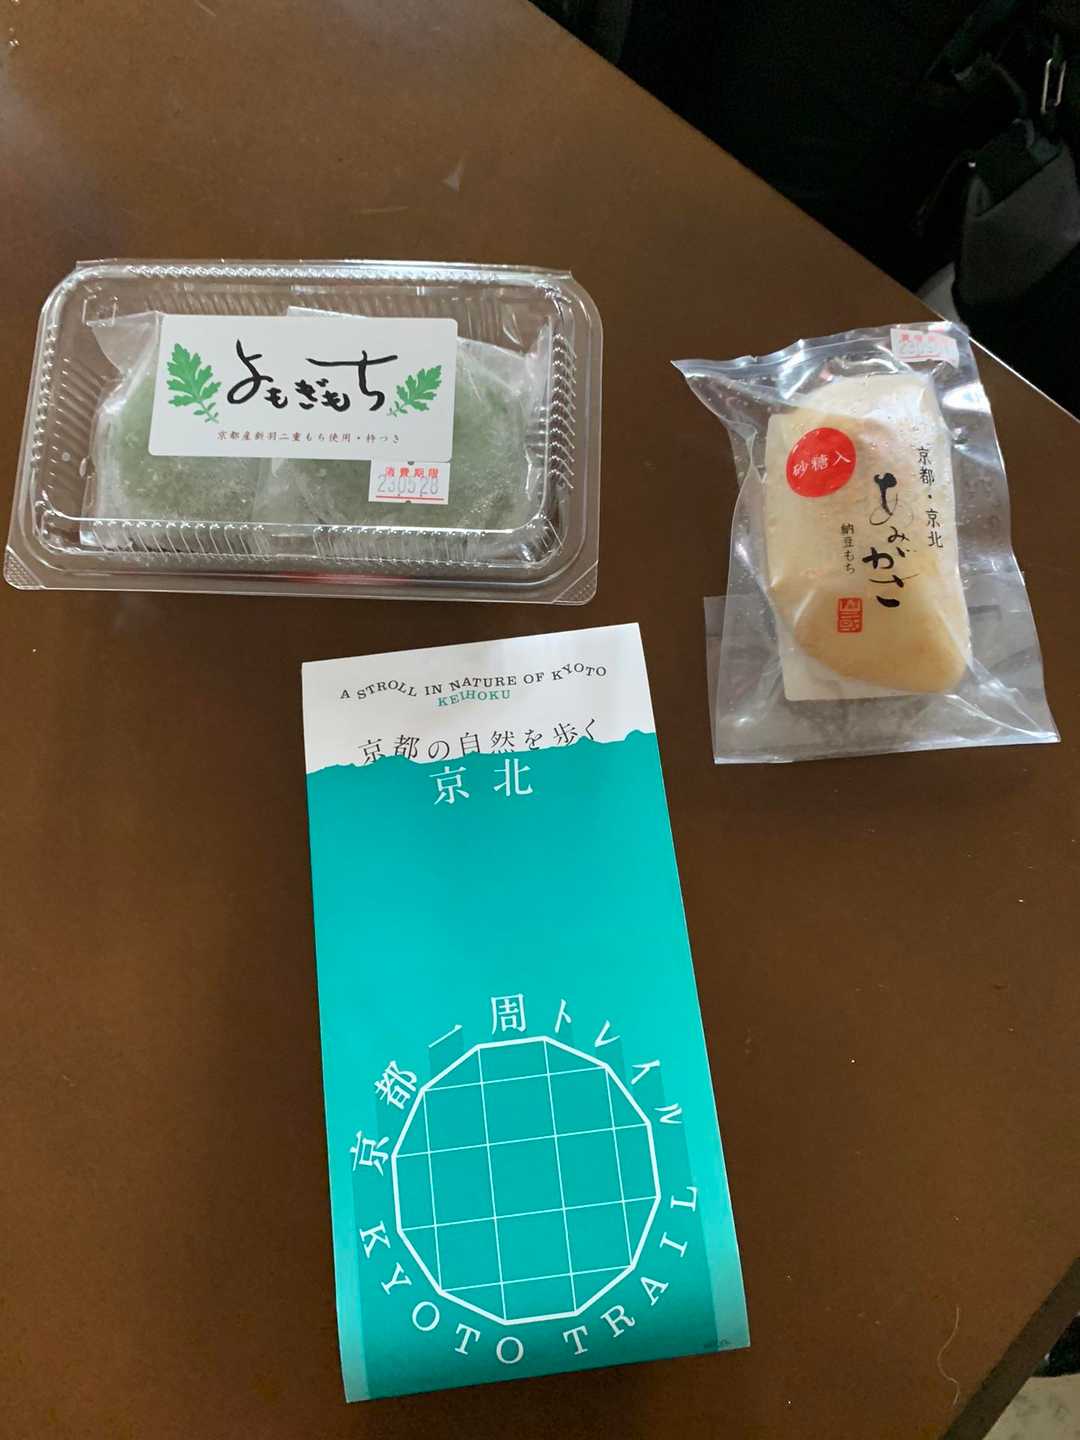 よもぎもち
京都産新羽二重もち使用・杵つき
消費期限
230528
砂糖入
京都・京北
あみがさ
納豆もち
山国
A STROLL IN NATURE OF KYOTO
KEIHOKU
京都の自然を歩く
京北
京都一周トレイル
KYOTO TRAIL